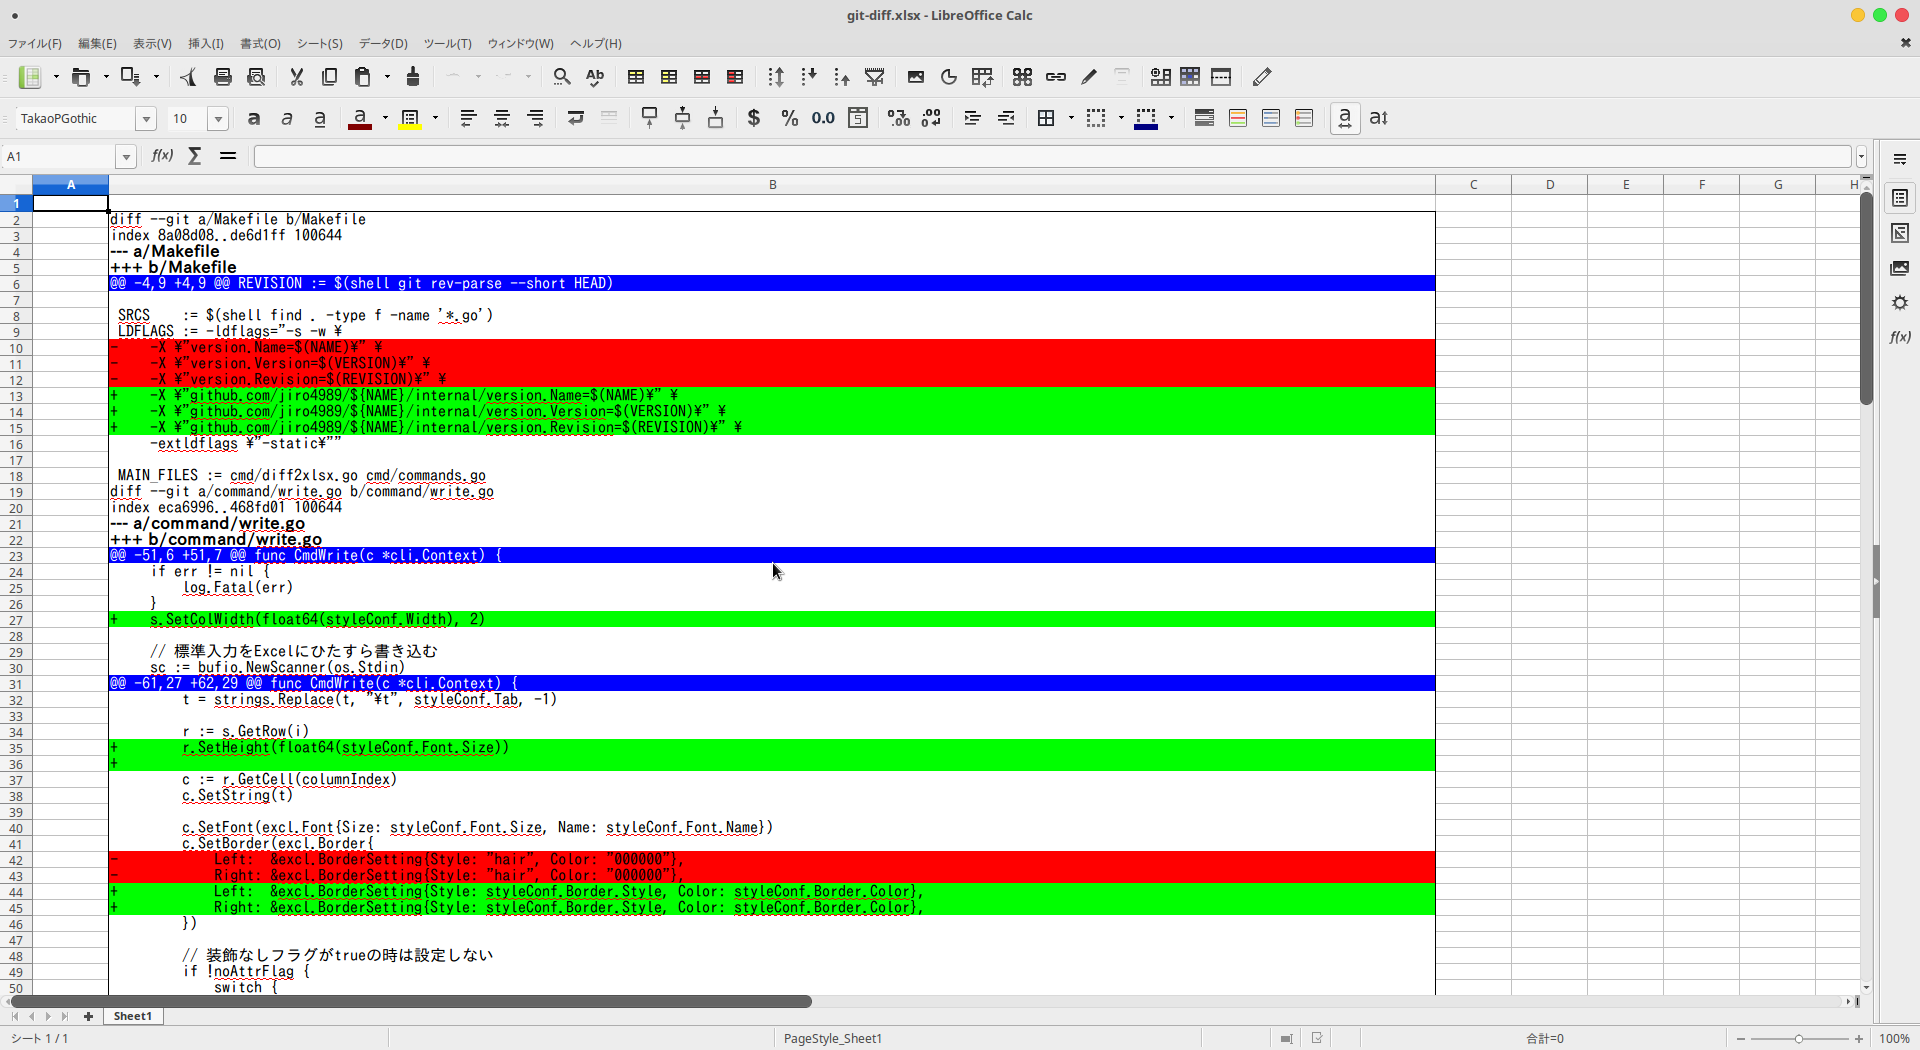 git-diff.xlsx - LibreOffice Calc
ファイル(F) 編集(E) 表示(V) 挿入(I) 書式(O) シート(S) データ(D) ツール(T) ウィンドウ(W) ヘルプ(H)
TakaoPGothic 10
A1 f(x) Σ =
A B C D E F G H
1
2 diff --git a/Makefile b/Makefile
3 index 8a08d08..de6d1ff 100644
4 --- a/Makefile
5 +++ b/Makefile
6 @@ -4,9 +4,9 @@ REVISION := $(shell git rev-parse --short HEAD)
7
8  SRCS    := $(shell find . -type f -name '*.go')
9  LDFLAGS := -ldflags="-s -w ¥
10 -    -X ¥"version.Name=$(NAME)¥" ¥
11 -    -X ¥"version.Version=$(VERSION)¥" ¥
12 -    -X ¥"version.Revision=$(REVISION)¥" ¥
13 +    -X ¥"github.com/jiro4989/${NAME}/internal/version.Name=$(NAME)¥" ¥
14 +    -X ¥"github.com/jiro4989/${NAME}/internal/version.Version=$(VERSION)¥" ¥
15 +    -X ¥"github.com/jiro4989/${NAME}/internal/version.Revision=$(REVISION)¥" ¥
16      -extldflags ¥"-static¥""
17
18  MAIN_FILES := cmd/diff2xlsx.go cmd/commands.go
19 diff --git a/command/write.go b/command/write.go
20 index eca6996..468fd01 100644
21 --- a/command/write.go
22 +++ b/command/write.go
23 @@ -51,6 +51,7 @@ func CmdWrite(c *cli.Context) {
24      if err != nil {
25          log.Fatal(err)
26      }
27 +    s.SetColWidth(float64(styleConf.Width), 2)
28
29      // 標準入力をExcelにひたすら書き込む
30      sc := bufio.NewScanner(os.Stdin)
31 @@ -61,27 +62,29 @@ func CmdWrite(c *cli.Context) {
32          t = strings.Replace(t, "¥t", styleConf.Tab, -1)
33
34          r := s.GetRow(i)
35 +        r.SetHeight(float64(styleConf.Font.Size))
36 +
37          c := r.GetCell(columnIndex)
38          c.SetString(t)
39
40          c.SetFont(excl.Font{Size: styleConf.Font.Size, Name: styleConf.Font.Name})
41          c.SetBorder(excl.Border{
42 -            Left:  &excl.BorderSetting{Style: "hair", Color: "000000"},
43 -            Right: &excl.BorderSetting{Style: "hair", Color: "000000"},
44 +            Left:  &excl.BorderSetting{Style: styleConf.Border.Style, Color: styleConf.Border.Color},
45 +            Right: &excl.BorderSetting{Style: styleConf.Border.Style, Color: styleConf.Border.Color},
46          })
47
48          // 装飾なしフラグがtrueの時は設定しない
49          if !noAttrFlag {
50              switch {
Sheet1
シート 1 / 1 PageStyle_Sheet1 合計=0 100%